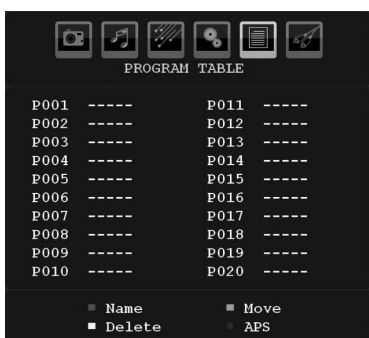 PROGRAM TABLE
P001 ----- P011 -----
P002 ----- P012 -----
P003 ----- P013 -----
P004 ----- P014 -----
P005 ----- P015 -----
P006 ----- P016 -----
P007 ----- P017 -----
P008 ----- P018 -----
P009 ----- P019 -----
P010 ----- P020 -----
Name Move
Delete APS